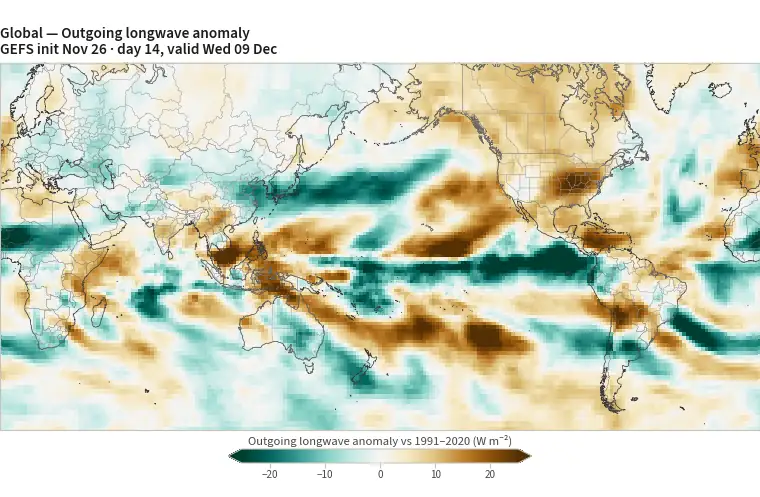 Global — Outgoing longwave anomaly
GEFS init Nov 26 · day 14, valid Wed 09 Dec
Outgoing longwave anomaly vs 1991–2020 (W m⁻²)
−20 −10 0 10 20